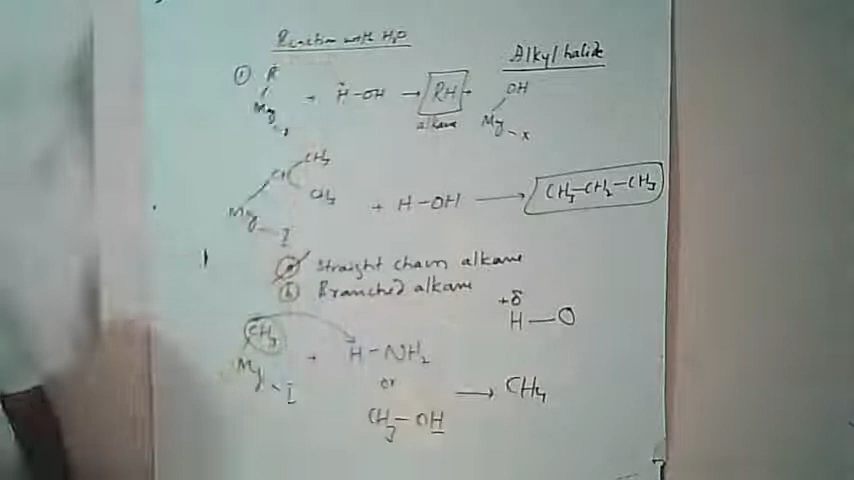 Reaction with H2O
Alkyl halide
① R
Mg + H-OH → RH + OH
x alkane Mg-x
CH CH3
CH3
Mg-I + H-OH → CH3-CH2-CH3
ⓐ Straight chain alkane
ⓑ Branched alkane
+δ
H-O
CH3
Mg + H-NH2
I or → CH4
CH3-OH